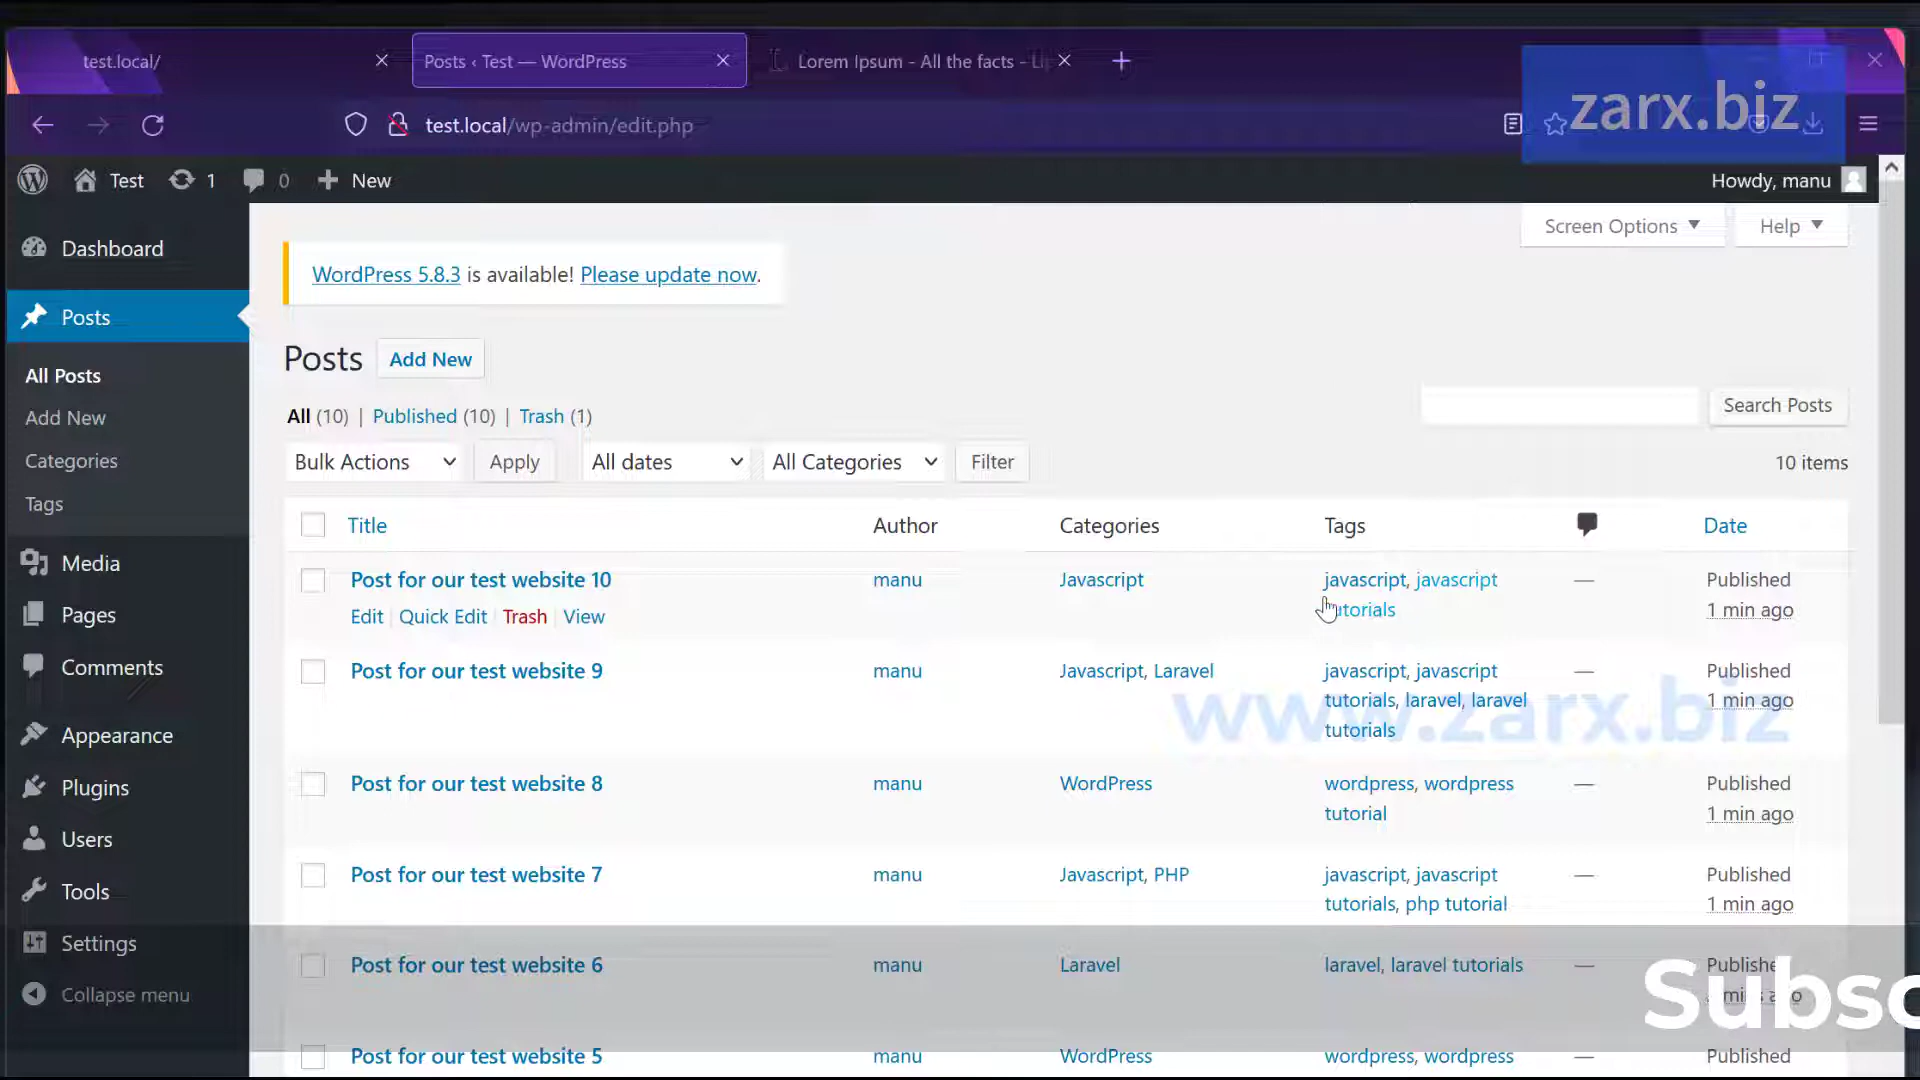 test.local/
Posts ‹ Test — WordPress
Lorem Ipsum - All the facts - Li
zarx.biz
test.local/wp-admin/edit.php
Test 1 0 New
Howdy, manu
Screen Options
Help
Dashboard
WordPress 5.8.3 is available! Please update now.
Posts
Posts Add New
All Posts
Add New
Categories
Tags
All (10) | Published (10) | Trash (1)
Search Posts
Bulk Actions Apply All dates All Categories Filter
10 items
Title Author Categories Tags Date
Post for our test website 10 manu Javascript javascript, javascript Published
utorials 1 min ago
Edit | Quick Edit | Trash | View
Media
Pages
Comments
Appearance
Plugins
Users
Tools
Settings
Collapse menu
Post for our test website 9 manu Javascript, Laravel javascript, javascript — Published
tutorials, laravel, laravel 1 min ago
tutorials
www.zarx.biz
Post for our test website 8 manu WordPress wordpress, wordpress — Published
tutorial 1 min ago
Post for our test website 7 manu Javascript, PHP javascript, javascript — Published
tutorials, php tutorial 1 min ago
Post for our test website 6 manu Laravel laravel, laravel tutorials —
Subsc
Post for our test website 5 manu WordPress wordpress, wordpress — Published